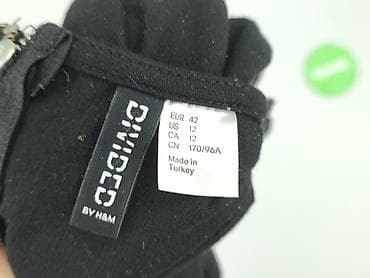 DIVIDED
BY H&M
EUR 42
US 12
CA 12
CN 170/96A
Made in
Turkey